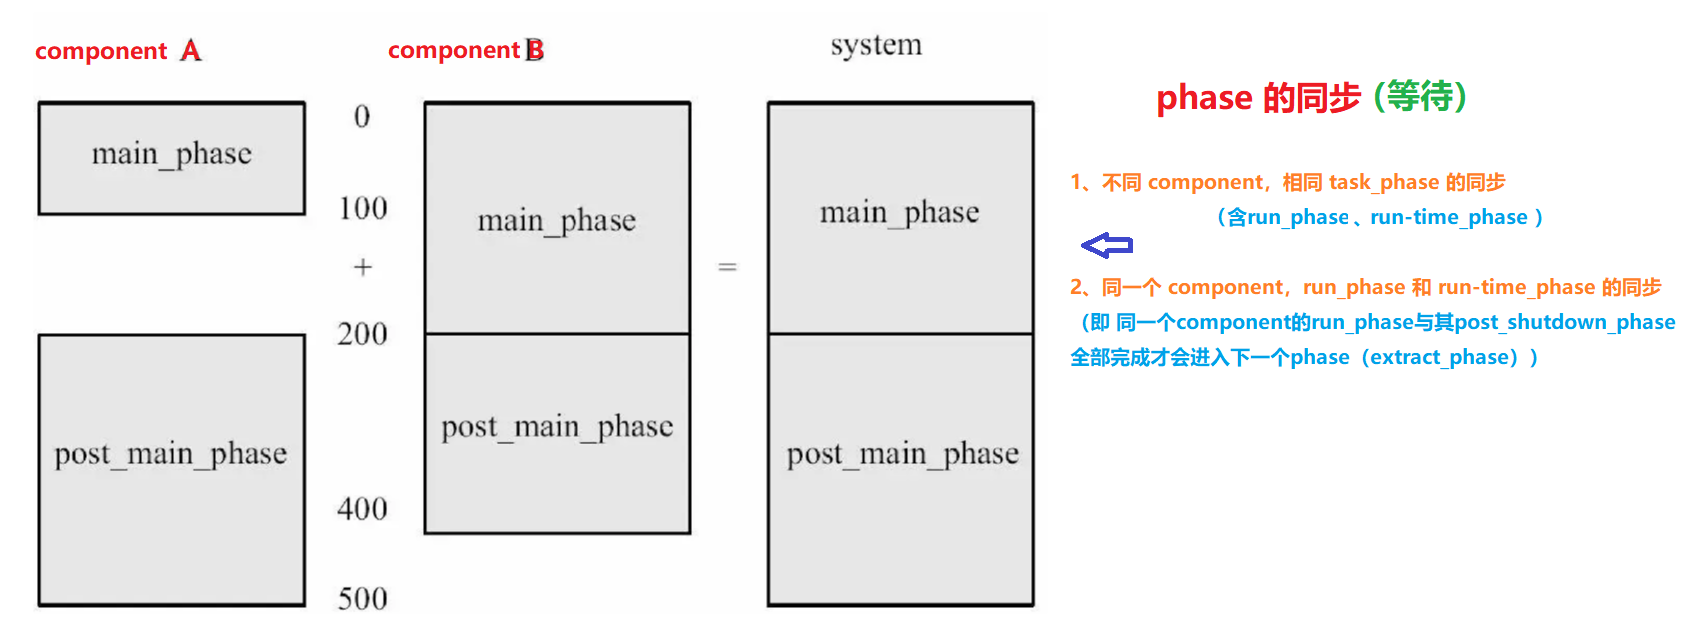 component A
component B
system
main_phase
0
100
+
200
400
500
main_phase
=
main_phase
post_main_phase
post_main_phase
post_main_phase
phase 的同步（等待）
1、不同 component，相同 task_phase 的同步
（含run_phase 、run-time_phase ）
2、同一个 component，run_phase 和 run-time_phase 的同步
（即 同一个component的run_phase与其post_shutdown_phase
全部完成才会进入下一个phase（extract_phase））